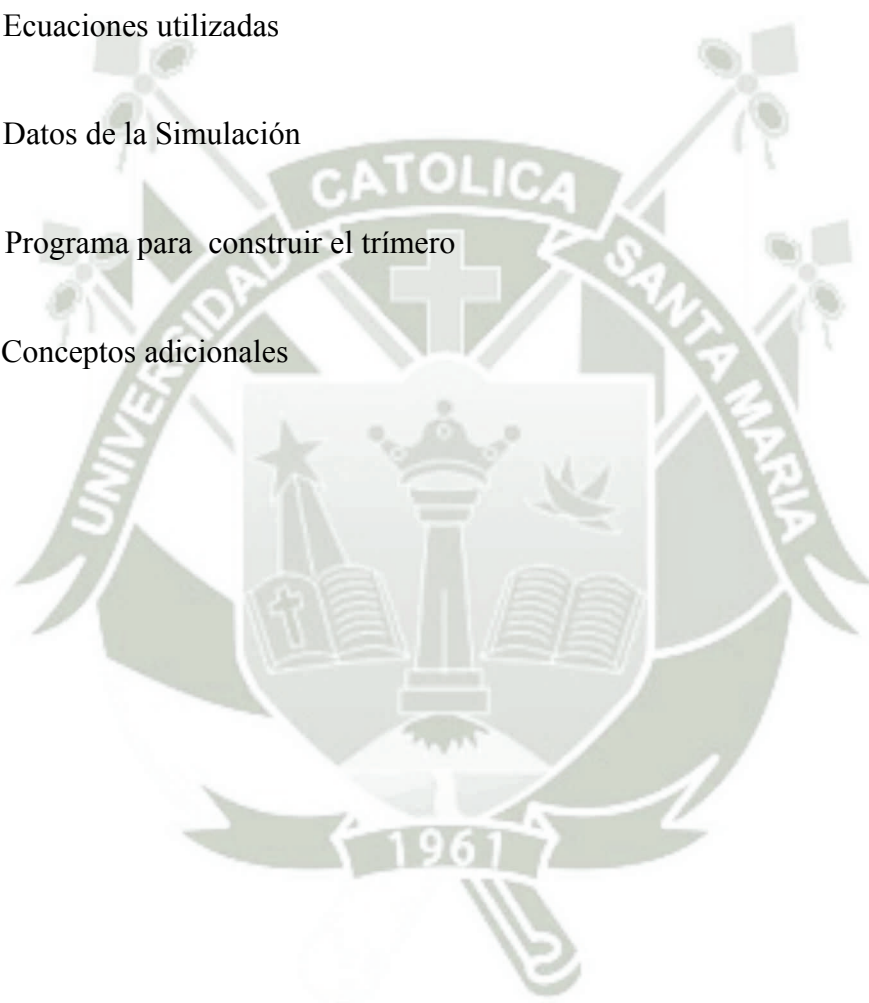 Ecuaciones utilizadas
Datos de la Simulación
CATOLICA
Programa para  construir el trímero
UNIVERSIDAD
SANTA MARIA
Conceptos adicionales
1961